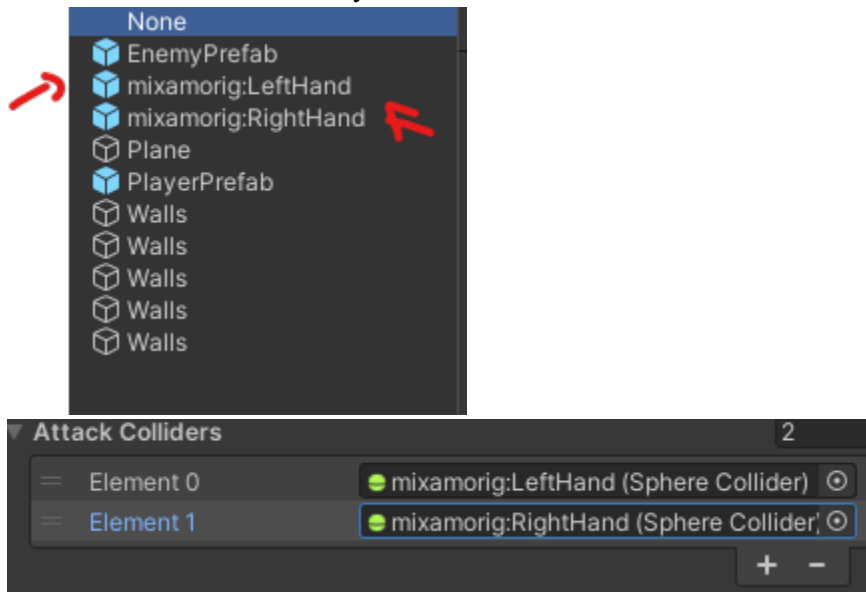 None
EnemyPrefab
mixamorig:LeftHand
mixamorig:RightHand
Plane
PlayerPrefab
Walls
Walls
Walls
Walls
Walls
Attack Colliders 2
Element 0 mixamorig:LeftHand (Sphere Collider)
Element 1 mixamorig:RightHand (Sphere Collider)
+ -